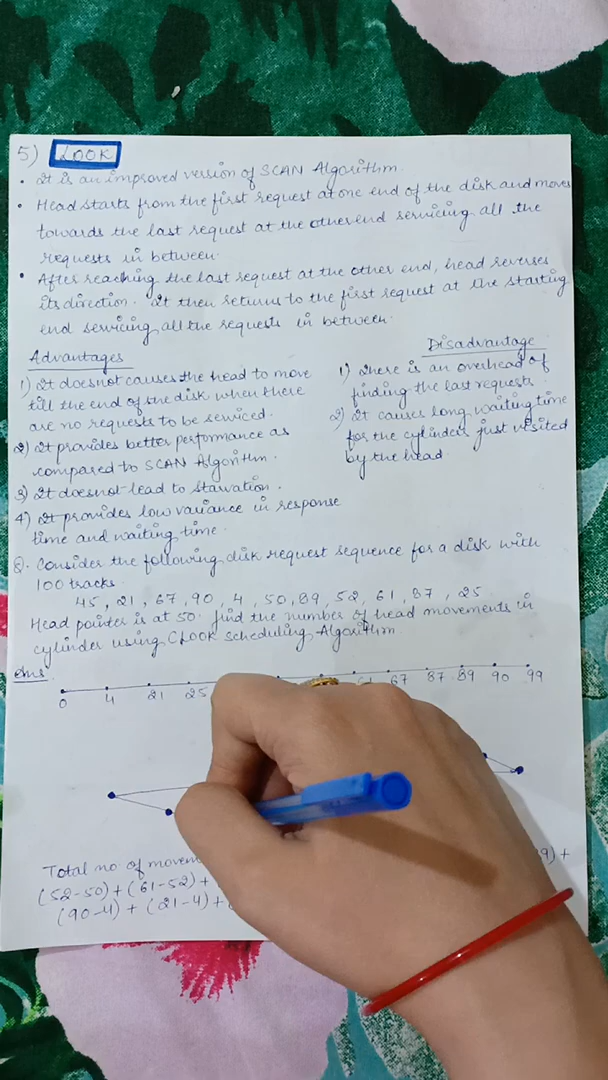 5) LOOK
• It is an improved version of SCAN Algorithm
• Head starts from the first request at one end of the disk and moves
towards the last request at the other end servicing all the
requests in between.
• After reaching the last request at the other end, head reverses
its direction. It then returns to the first request at the starting
end servicing all the requests in between.
Advantages
1) It doesnot causes the head to move
till the end of the disk when there
are no requests to be serviced.
2) It provides better performance as
compared to SCAN Algorithm.
3) It doesnot lead to starvation.
4) It provides low variance in response
time and waiting time.
Disadvantage
1) There is an overhead of
finding the last requests.
2) It causes long waiting time
for the cylinders just visited
by the head.
Q. Consider the following disk request sequence for a disk with
100 tracks.
45, 21, 67, 90, 4, 50, 89, 52, 61, 87, 25
Head pointer is at 50. find the number of head movements in
cylinder using CLOOK scheduling Algorithm.
Ans.
0 4 21 25 67 87 89 90 99
Total no of movem
(52-50) + (61-52) +
(90-4) + (21-4) +